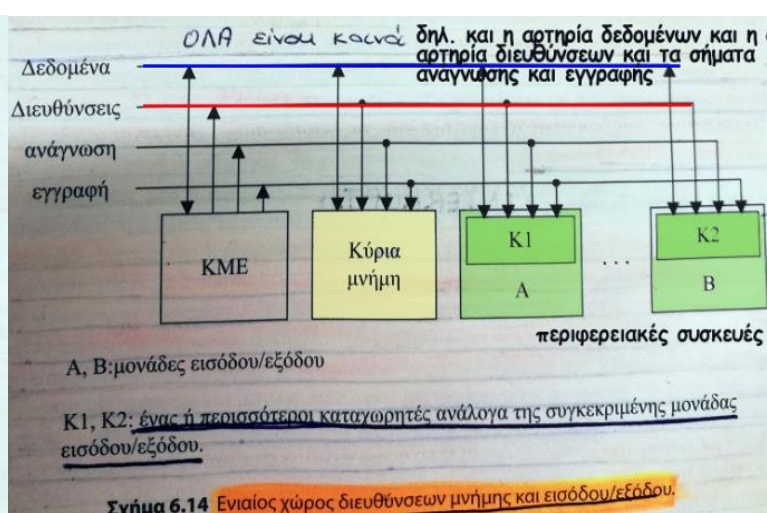 ΟΛΑ είναι κοινά δηλ. και η αρτηρία δεδομένων και η
αρτηρία διευθύνσεων και τα σήματα
ανάγνωσης και εγγραφής
Δεδομένα
Διευθύνσεις
ανάγνωση
εγγραφή
ΚΜΕ
Κύρια
μνήμη
Κ1
Α
...
Κ2
Β
περιφερειακές συσκευές
Α, Β:μονάδες εισόδου/εξόδου
Κ1, Κ2: ένας ή περισσότεροι καταχωρητές ανάλογα της συγκεκριμένης μονάδας
εισόδου/εξόδου.
Σχήμα 6.14 Ενιαίος χώρος διευθύνσεων μνήμης και εισόδου/εξόδου.